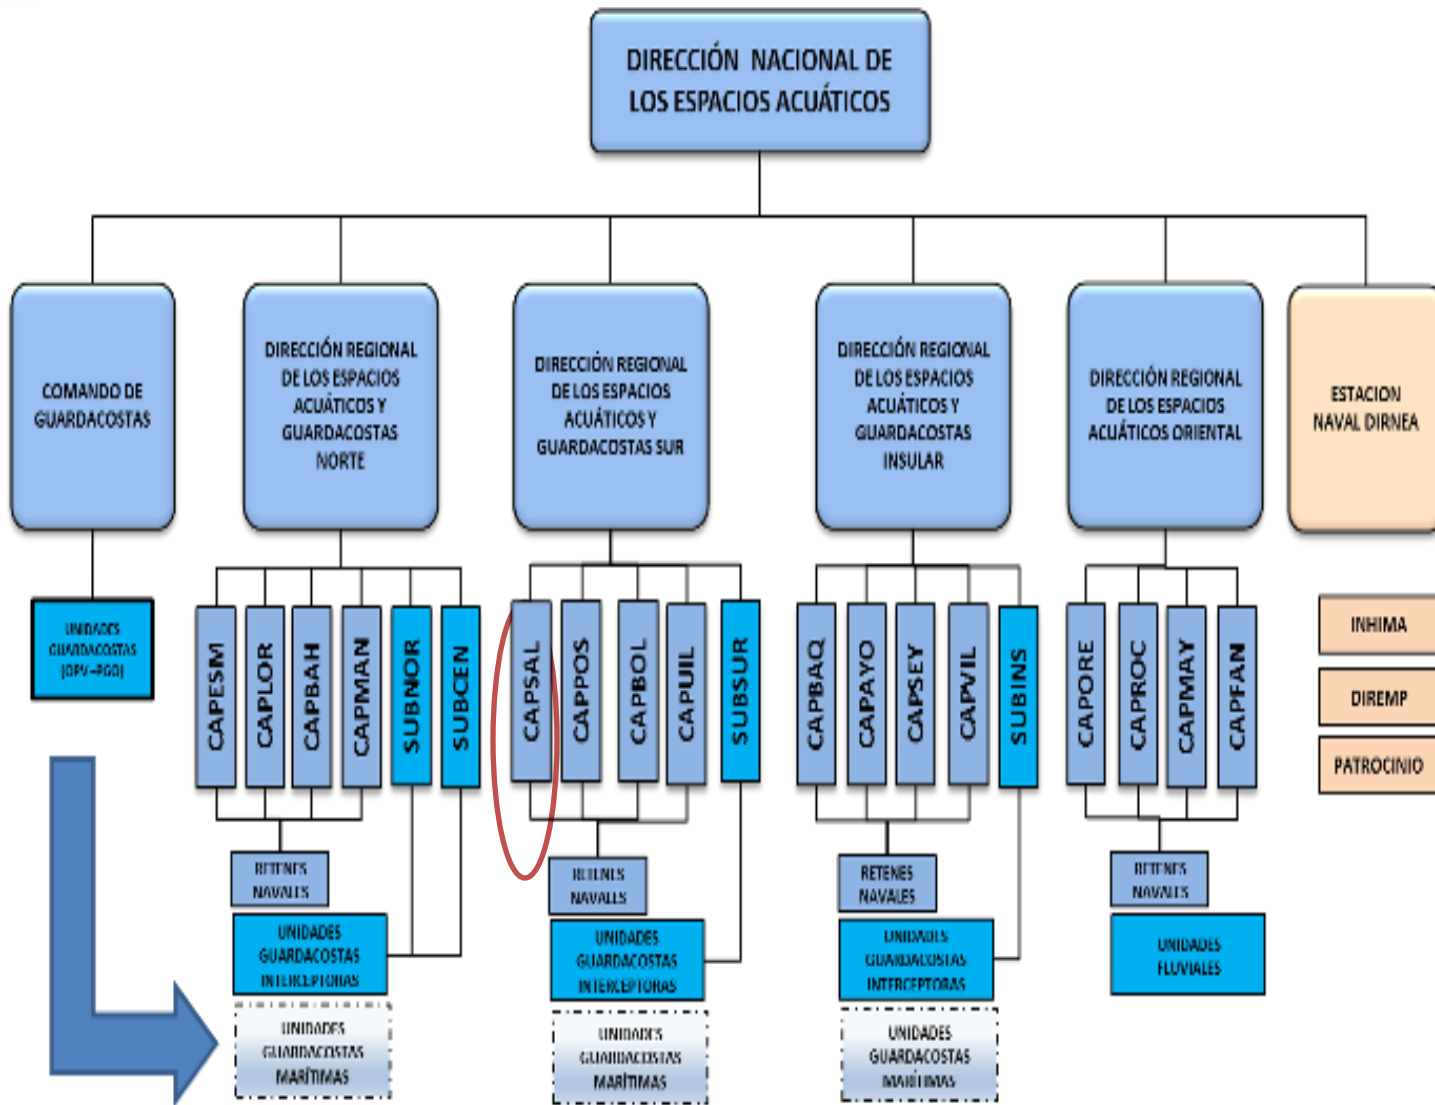 DIRECCIÓN NACIONAL DE
LOS ESPACIOS ACUÁTICOS
COMANDO DE
GUARDACOSTAS
DIRECCIÓN REGIONAL
DE LOS ESPACIOS
ACUÁTICOS Y
GUARDACOSTAS
NORTE
DIRECCIÓN REGIONAL
DE LOS ESPACIOS
ACUÁTICOS Y
GUARDACOSTAS SUR
DIRECCIÓN REGIONAL
DE LOS ESPACIOS
ACUÁTICOS Y
GUARDACOSTAS
INSULAR
DIRECCIÓN REGIONAL
DE LOS ESPACIOS
ACUÁTICOS ORIENTAL
ESTACION
NAVAL DIRNEA
UNIDADES
GUARDACOSTAS
(OPV-PGO)
CAPESM
CAPLOR
CAPBAH
CAPMAN
SUBNOR
SUBCEN
CAPSAL
CAPPOS
CAPBOL
CAPUIL
SUBSUR
CAPBAQ
CAPAYO
CAPSEY
CAPVIL
SUBINS
CAPORE
CAPROC
CAPMAY
CAPFAN
INHIMA
DIREMP
PATROCINIO
RETENES
NAVALES
RETENES
NAVALES
RETENES
NAVALES
RETENES
NAVALES
UNIDADES
GUARDACOSTAS
INTERCEPTORAS
UNIDADES
GUARDACOSTAS
INTERCEPTORAS
UNIDADES
GUARDACOSTAS
INTERCEPTORAS
UNIDADES
FLUVIALES
UNIDADES
GUARDACOSTAS
MARÍTIMAS
UNIDADES
GUARDACOSTAS
MARÍTIMAS
UNIDADES
GUARDACOSTAS
MARÍTIMAS